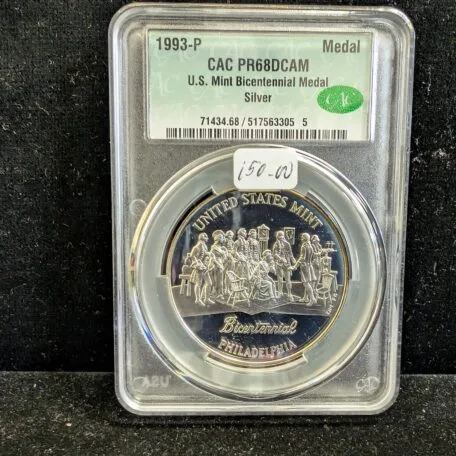 1993-P Medal
CAC PR68DCAM
U.S. Mint Bicentennial Medal
Silver
CAC
71434.68 / 517563305 5
150-00
UNITED STATES MINT
Bicentennial
PHILADELPHIA